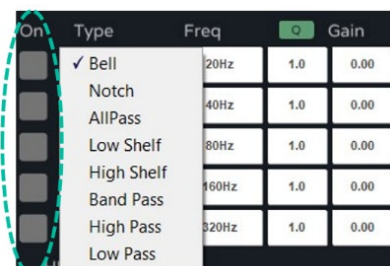 On Type Freq Q Gain
✓ Bell 20Hz 1.0 0.00
Notch
AllPass 40Hz 1.0 0.00
Low Shelf 80Hz 1.0 0.00
High Shelf
Band Pass 160Hz 1.0 0.00
High Pass 320Hz 1.0 0.00
Low Pass